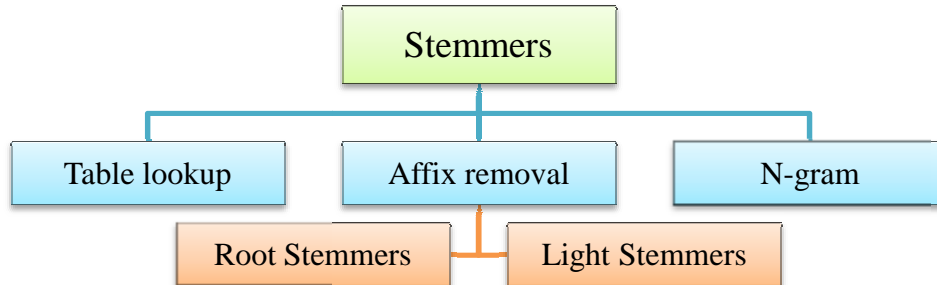 Stemmers
Table lookup
Affix removal
N-gram
Root Stemmers
Light Stemmers